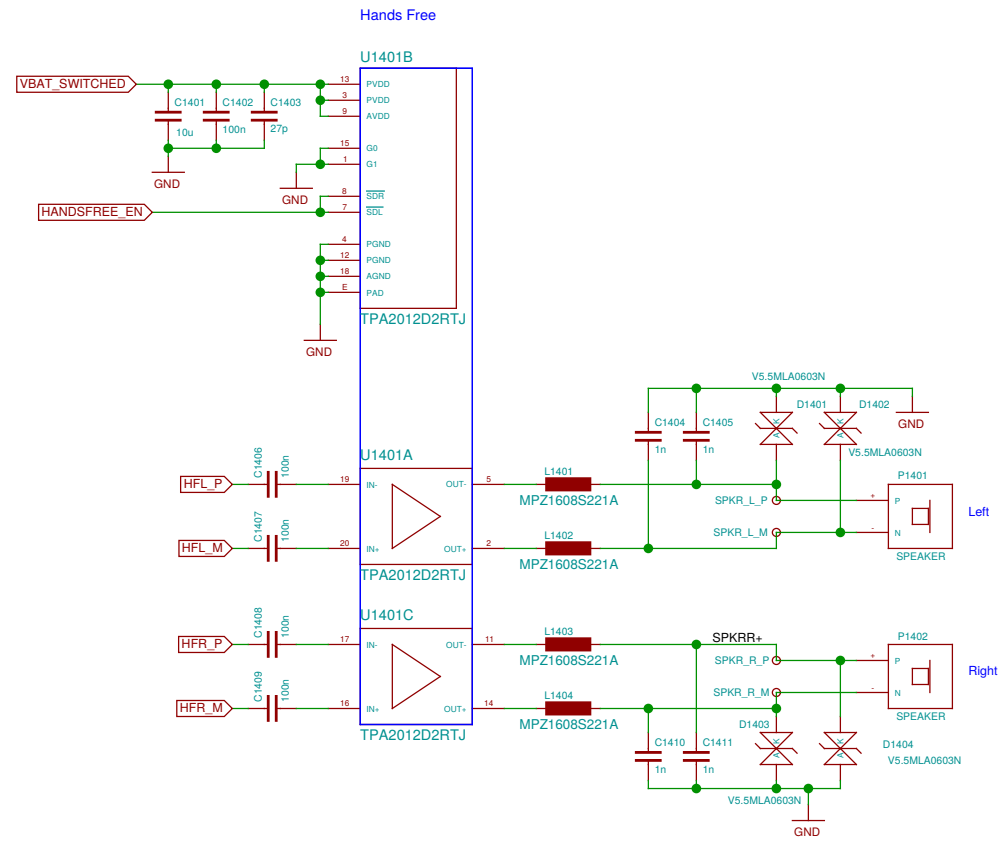 Hands Free
U1401B
VBAT_SWITCHED
C1401
10u
C1402
100n
C1403
27p
GND
13 PVDD
3 PVDD
9 AVDD
15 G0
1 G1
GND
8 SDR
HANDSFREE_EN
7 SDL
4 PGND
12 PGND
18 AGND
E PAD
TPA2012D2RTJ
GND
V5.5MLA0603N
C1404
1n
C1405
1n
D1401
A K
D1402
A K
GND
V5.5MLA0603N
U1401A
HFL_P
C1406
100n
19 IN-
OUT- 5
L1401
MPZ1608S221A
SPKR_L_P
P1401
+ P
Left
HFL_M
C1407
100n
20 IN+
OUT+ 2
L1402
MPZ1608S221A
SPKR_L_M
- N
SPEAKER
TPA2012D2RTJ
U1401C
HFR_P
C1408
100n
17 IN-
OUT- 11
L1403
MPZ1608S221A
SPKRR+
SPKR_R_P
P1402
+ P
Right
HFR_M
C1409
100n
16 IN+
OUT+ 14
L1404
MPZ1608S221A
SPKR_R_M
- N
SPEAKER
TPA2012D2RTJ
C1410
1n
C1411
1n
D1403
A K
V5.5MLA0603N
A K
D1404
V5.5MLA0603N
GND